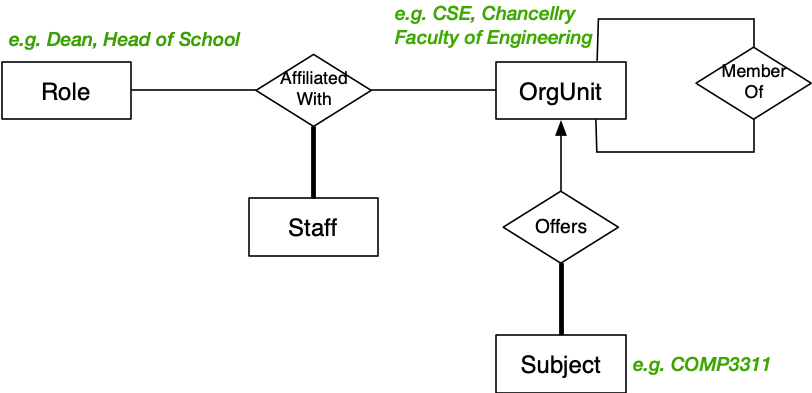 e.g. CSE, Chancellry
Faculty of Engineering
e.g. Dean, Head of School
Role
Affiliated
With
OrgUnit
Member
Of
Staff
Offers
Subject
e.g. COMP3311